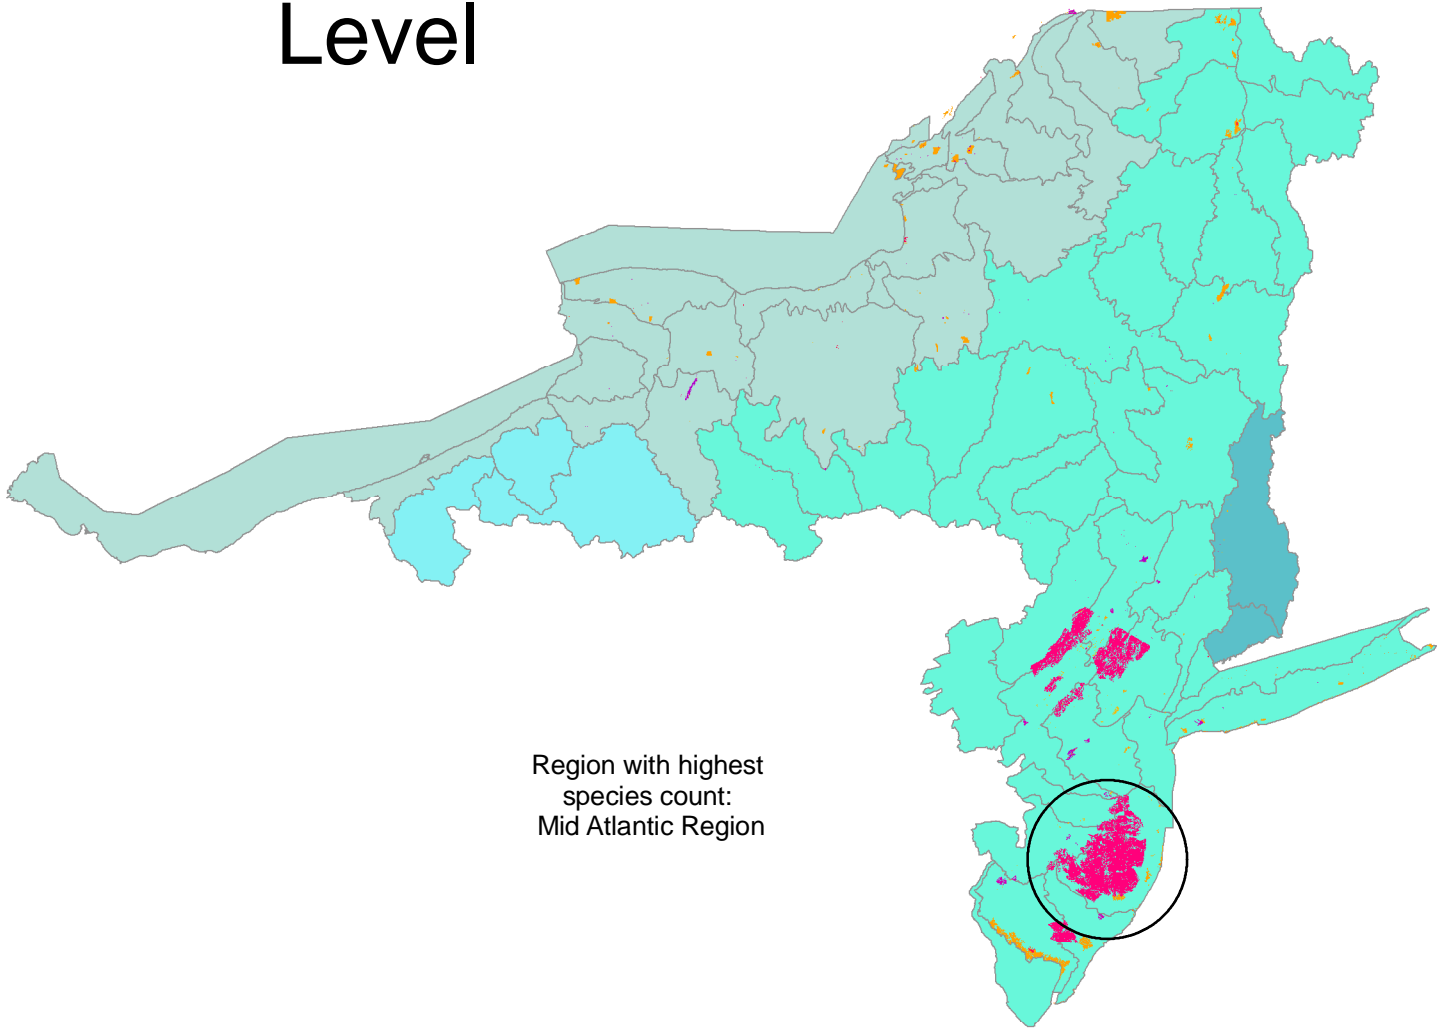 Level
Region with highest
species count:
Mid Atlantic Region